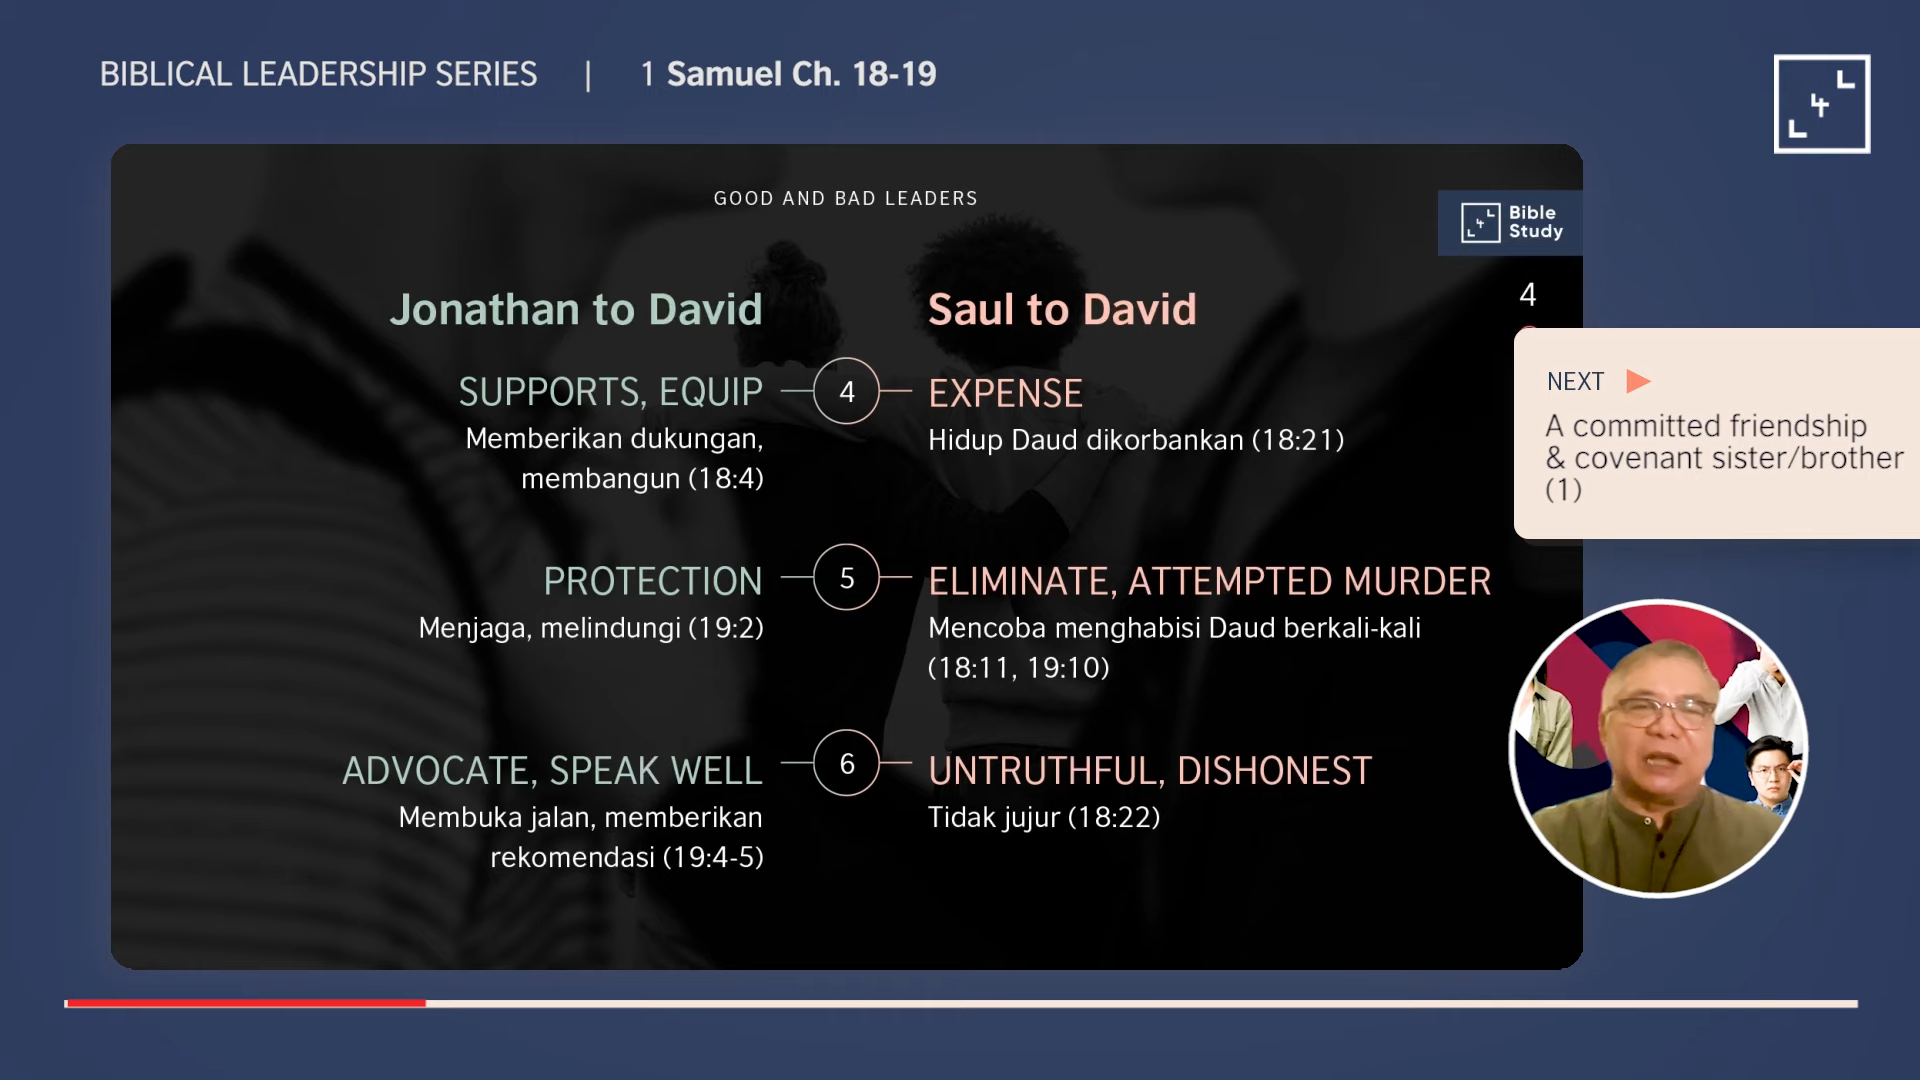 BIBLICAL LEADERSHIP SERIES | 1 Samuel Ch. 18-19
GOOD AND BAD LEADERS
Bible
Study
4
Jonathan to David
Saul to David
SUPPORTS, EQUIP
Memberikan dukungan,
membangun (18:4)
4
EXPENSE
Hidup Daud dikorbankan (18:21)
PROTECTION
Menjaga, melindungi (19:2)
5
ELIMINATE, ATTEMPTED MURDER
Mencoba menghabisi Daud berkali-kali
(18:11, 19:10)
ADVOCATE, SPEAK WELL
Membuka jalan, memberikan
rekomendasi (19:4-5)
6
UNTRUTHFUL, DISHONEST
Tidak jujur (18:22)
NEXT
A committed friendship
& covenant sister/brother
(1)